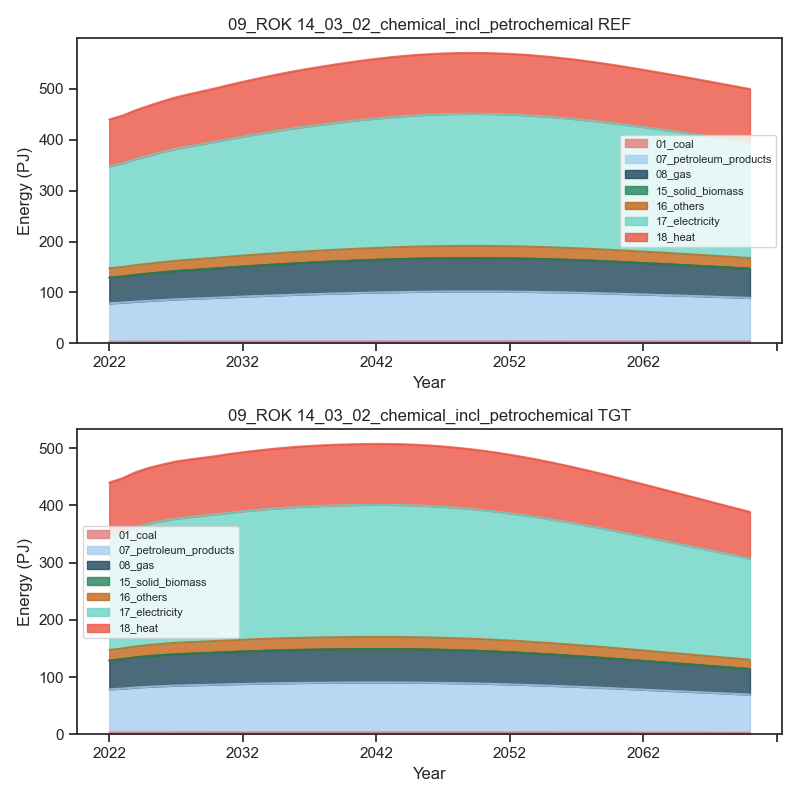 09_ROK 14_03_02_chemical_incl_petrochemical REF
Energy (PJ)
500
400
300
200
100
0
01_coal
07_petroleum_products
08_gas
15_solid_biomass
16_others
17_electricity
18_heat
2022 2032 2042 2052 2062
Year
09_ROK 14_03_02_chemical_incl_petrochemical TGT
Energy (PJ)
500
400
300
200
100
0
01_coal
07_petroleum_products
08_gas
15_solid_biomass
16_others
17_electricity
18_heat
2022 2032 2042 2052 2062
Year